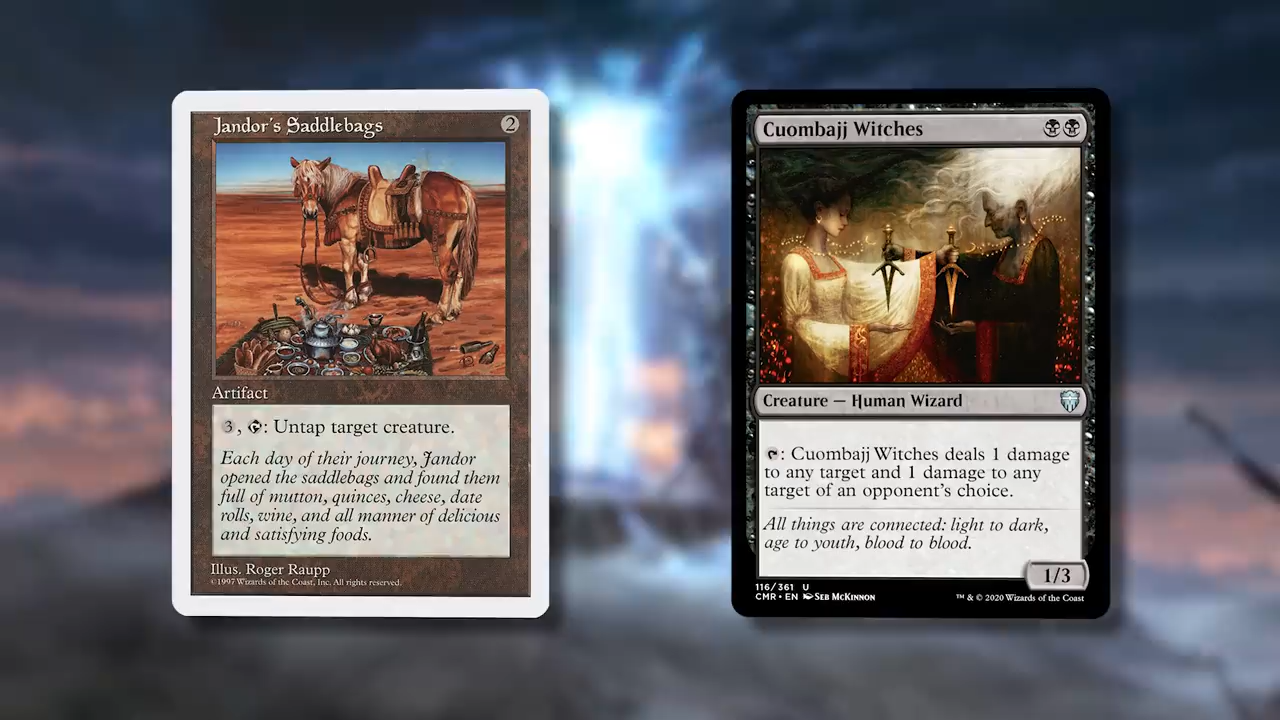 Jandor's Saddlebags 2
Artifact
3, : Untap target creature.
Each day of their journey, Jandor
opened the saddlebags and found them
full of mutton, quinces, cheese, date
rolls, wine, and all manner of delicious
and satisfying foods.
Illus. Roger Raupp
©1997 Wizards of the Coast, Inc. All rights reserved.
Cuombajj Witches
Creature — Human Wizard
: Cuombajj Witches deals 1 damage
to any target and 1 damage to any
target of an opponent's choice.
All things are connected: light to dark,
age to youth, blood to blood.
1/3
116/361 U
CMR • EN Seb McKinnon
™ & © 2020 Wizards of the Coast